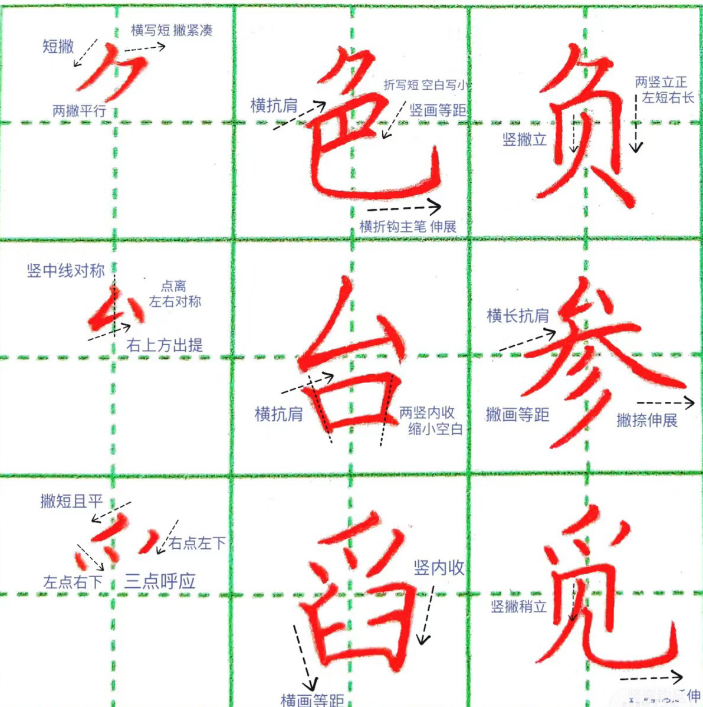 横写短 撇紧凑
短撇
两撇平行
⺈
横抗肩
折写短 空白写小
竖画等距
色
横折钩主笔 伸展
两竖立正
左短右长
竖撇立
负
竖中线对称
点离
左右对称
右上方出提
厶
台
横抗肩
两竖内收
缩小空白
横长抗肩
参
撇画等距
撇捺伸展
撇短且平
右点左下
左点右下
三点呼应
爫
舀
竖内收
横画等距
觅
竖撇稍立
伸